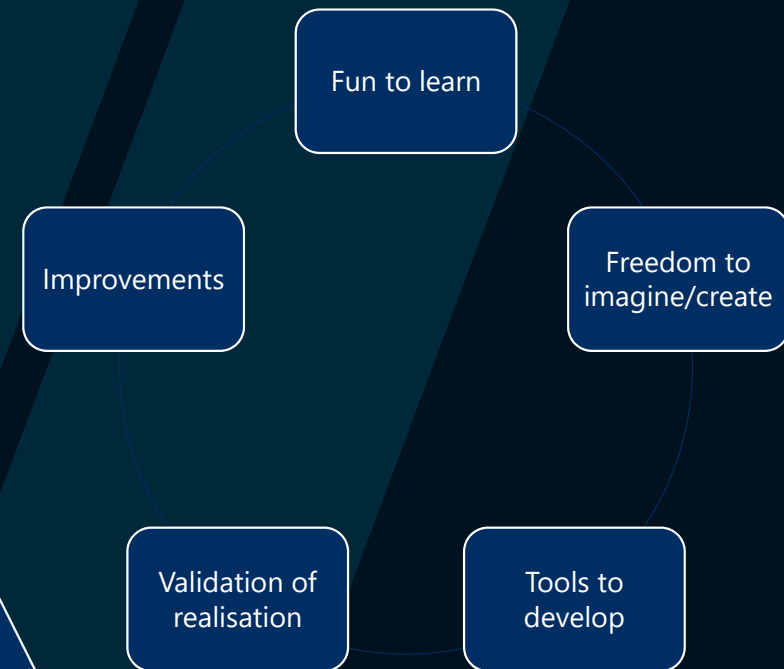 Fun to learn
Freedom to
imagine/create
Tools to
develop
Validation of
realisation
Improvements